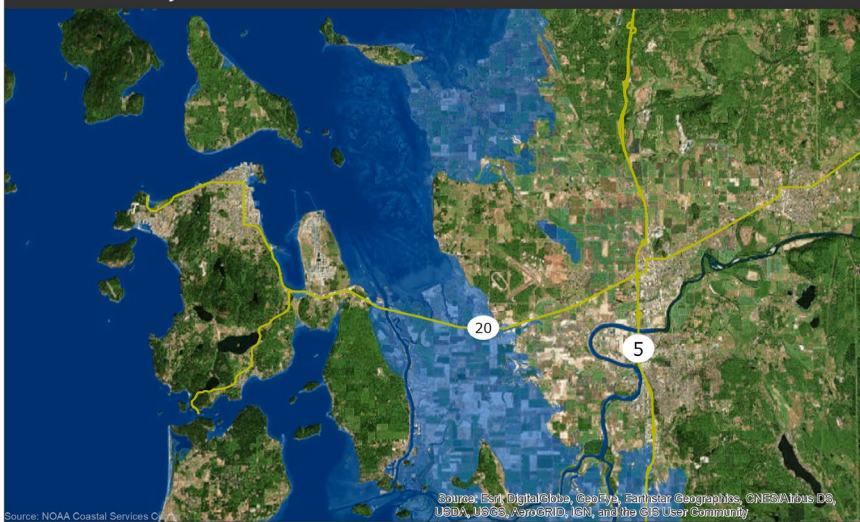 20
5
Source: Esri, DigitalGlobe, GeoEye, Earthstar Geographics, CNES/Airbus DS,
Source: NOAA Coastal Services
USDA, USGS, AeroGRID, IGN, and the GIS User Community